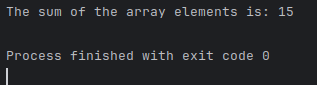 The sum of the array elements is: 15
Process finished with exit code 0